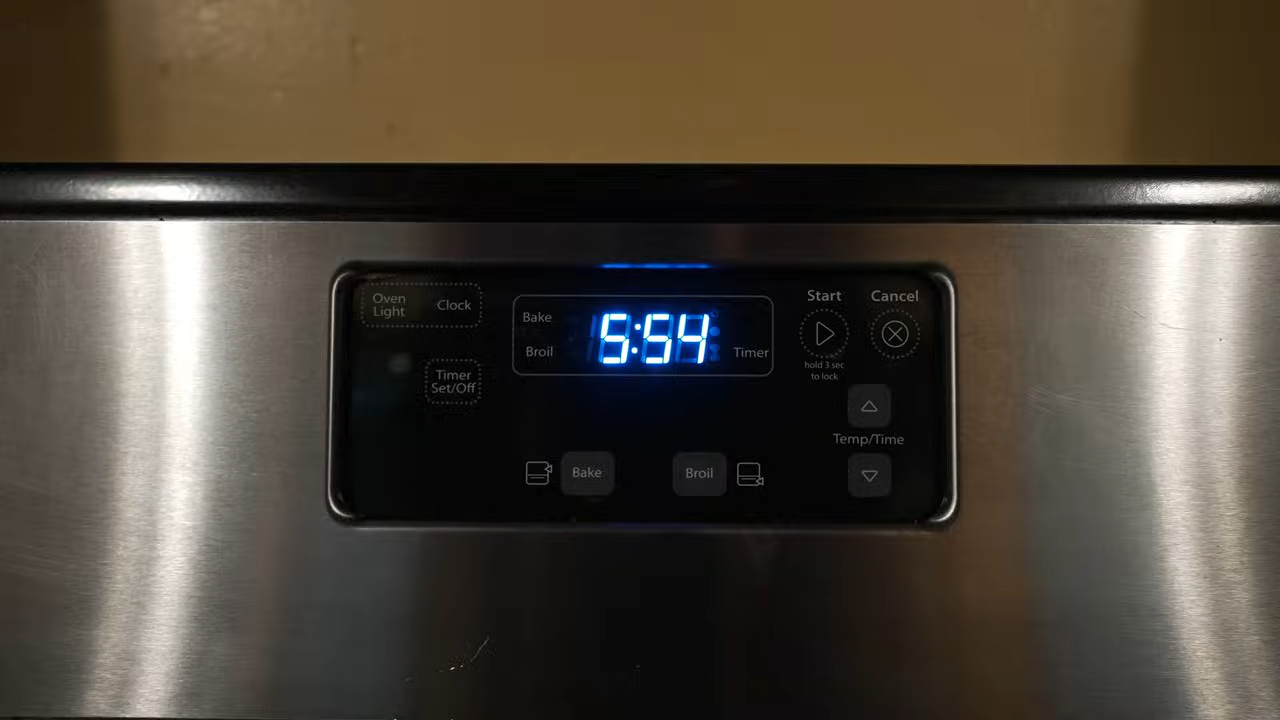 Oven
Light
Clock
Timer
Set/Off
Bake
Broil
5:54
Timer
Start
Cancel
hold 3 sec
to lock
Temp/Time
Bake
Broil